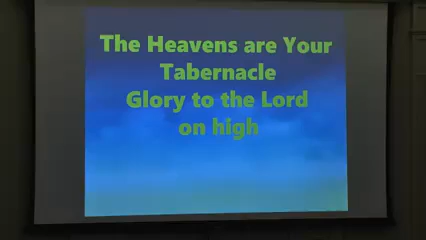 The Heavens are Your
Tabernacle
Glory to the Lord
on high